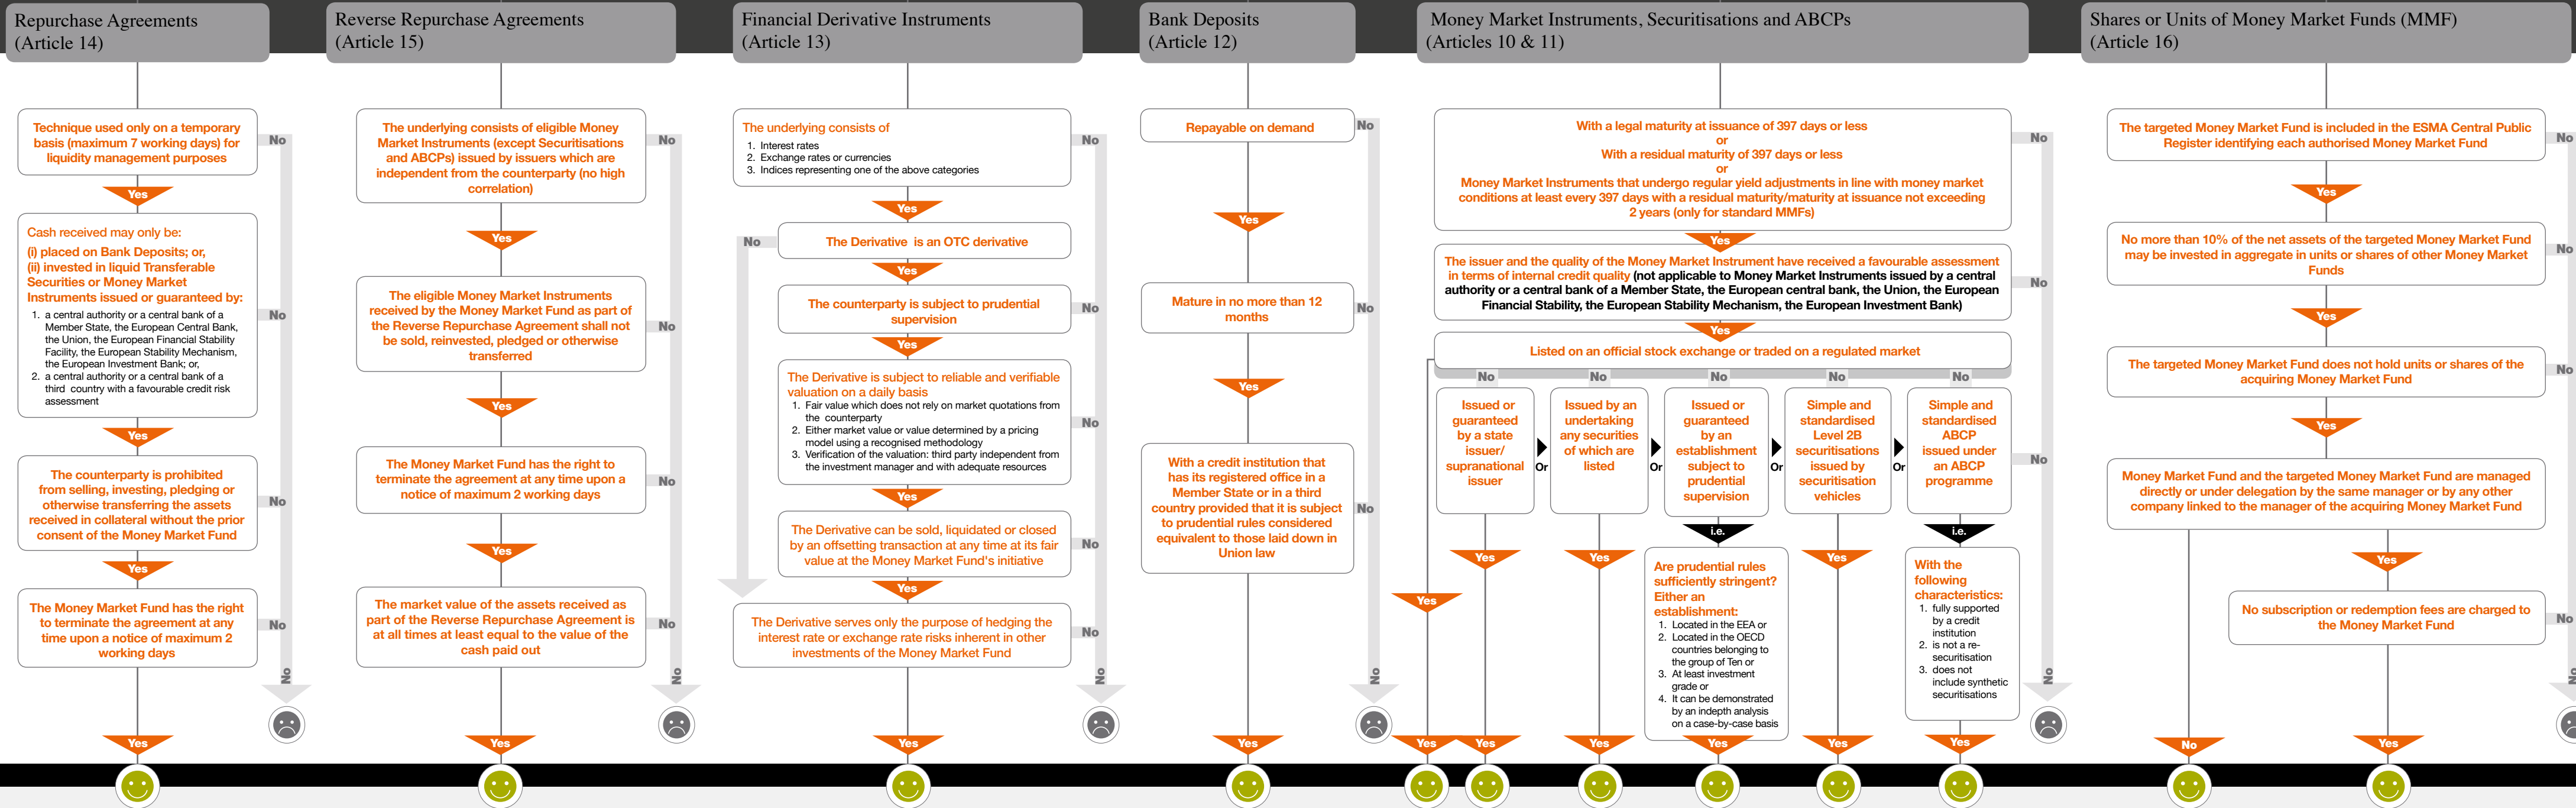 Repurchase Agreements
(Article 14)
Technique used only on a temporary
basis (maximum 7 working days) for
liquidity management purposes
No
Yes
Cash received may only be:
(i) placed on Bank Deposits; or,
(ii) invested in liquid Transferable
Securities or Money Market
Instruments issued or guaranteed by:
1. a central authority or a central bank of a
Member State, the European Central Bank,
the Union, the European Financial Stability
Facility, the European Stability Mechanism,
the European Investment Bank; or,
2. a central authority or a central bank of a
third country with a favourable credit risk
assessment
No
Yes
The counterparty is prohibited
from selling, investing, pledging or
otherwise transferring the assets
received in collateral without the prior
consent of the Money Market Fund
No
Yes
The Money Market Fund has the right
to terminate the agreement at any
time upon a notice of maximum 2
working days
No
No
Yes
Reverse Repurchase Agreements
(Article 15)
The underlying consists of eligible Money
Market Instruments (except Securitisations
and ABCPs) issued by issuers which are
independent from the counterparty (no high
correlation)
No
Yes
The eligible Money Market Instruments
received by the Money Market Fund as part of
the Reverse Repurchase Agreement shall not
be sold, reinvested, pledged or otherwise
transferred
No
Yes
The Money Market Fund has the right to
terminate the agreement at any time upon a
notice of maximum 2 working days
No
Yes
The market value of the assets received as
part of the Reverse Repurchase Agreement is
at all times at least equal to the value of the
cash paid out
No
No
Yes
Financial Derivative Instruments
(Article 13)
The underlying consists of
1. Interest rates
2. Exchange rates or currencies
3. Indices representing one of the above categories
No
Yes
No
The Derivative is an OTC derivative
Yes
The counterparty is subject to prudential
supervision
No
Yes
The Derivative is subject to reliable and verifiable
valuation on a daily basis
1. Fair value which does not rely on market quotations from
the counterparty
2. Either market value or value determined by a pricing
model using a recognised methodology
3. Verification of the valuation: third party independent from
the investment manager and with adequate resources
No
Yes
The Derivative can be sold, liquidated or closed
by an offsetting transaction at any time at its fair
value at the Money Market Fund's initiative
No
Yes
The Derivative serves only the purpose of hedging the
interest rate or exchange rate risks inherent in other
investments of the Money Market Fund
No
No
Yes
Bank Deposits
(Article 12)
Repayable on demand
No
Yes
Mature in no more than 12
months
No
Yes
With a credit institution that
has its registered office in a
Member State or in a third
country provided that it is subject
to prudential rules considered
equivalent to those laid down in
Union law
No
No
Yes
Money Market Instruments, Securitisations and ABCPs
(Articles 10 & 11)
With a legal maturity at issuance of 397 days or less
or
With a residual maturity of 397 days or less
or
Money Market Instruments that undergo regular yield adjustments in line with money market
conditions at least every 397 days with a residual maturity/maturity at issuance not exceeding
2 years (only for standard MMFs)
No
Yes
The issuer and the quality of the Money Market Instrument have received a favourable assessment
in terms of internal credit quality (not applicable to Money Market Instruments issued by a central
authority or a central bank of a Member State, the European central bank, the Union, the European
Financial Stability, the European Stability Mechanism, the European Investment Bank)
No
Yes
Listed on an official stock exchange or traded on a regulated market
No
No
No
No
No
Issued or
guaranteed
by a state
issuer/
supranational
issuer
Or
Issued by an
undertaking
any securities
of which are
listed
Or
Issued or
guaranteed
by an
establishment
subject to
prudential
supervision
Or
Simple and
standardised
Level 2B
securitisations
issued by
securitisation
vehicles
Or
Simple and
standardised
ABCP
issued under
an ABCP
programme
No
i.e.
i.e.
Yes
Yes
Yes
Yes
Are prudential rules
sufficiently stringent?
Either an
establishment:
1. Located in the EEA or
2. Located in the OECD
countries belonging to
the group of Ten or
3. At least investment
grade or
4. It can be demonstrated
by an indepth analysis
on a case-by-case basis
With the
following
characteristics:
1. fully supported
by a credit
institution
2. is not a re-
securitisation
3. does not
include synthetic
securitisations
No
Yes
Yes
Yes
Yes
Yes
Yes
Shares or Units of Money Market Funds (MMF)
(Article 16)
The targeted Money Market Fund is included in the ESMA Central Public
Register identifying each authorised Money Market Fund
No
Yes
No more than 10% of the net assets of the targeted Money Market Fund
may be invested in aggregate in units or shares of other Money Market
Funds
No
Yes
The targeted Money Market Fund does not hold units or shares of the
acquiring Money Market Fund
No
Yes
Money Market Fund and the targeted Money Market Fund are managed
directly or under delegation by the same manager or by any other
company linked to the manager of the acquiring Money Market Fund
Yes
No subscription or redemption fees are charged to
the Money Market Fund
No
No
No
Yes